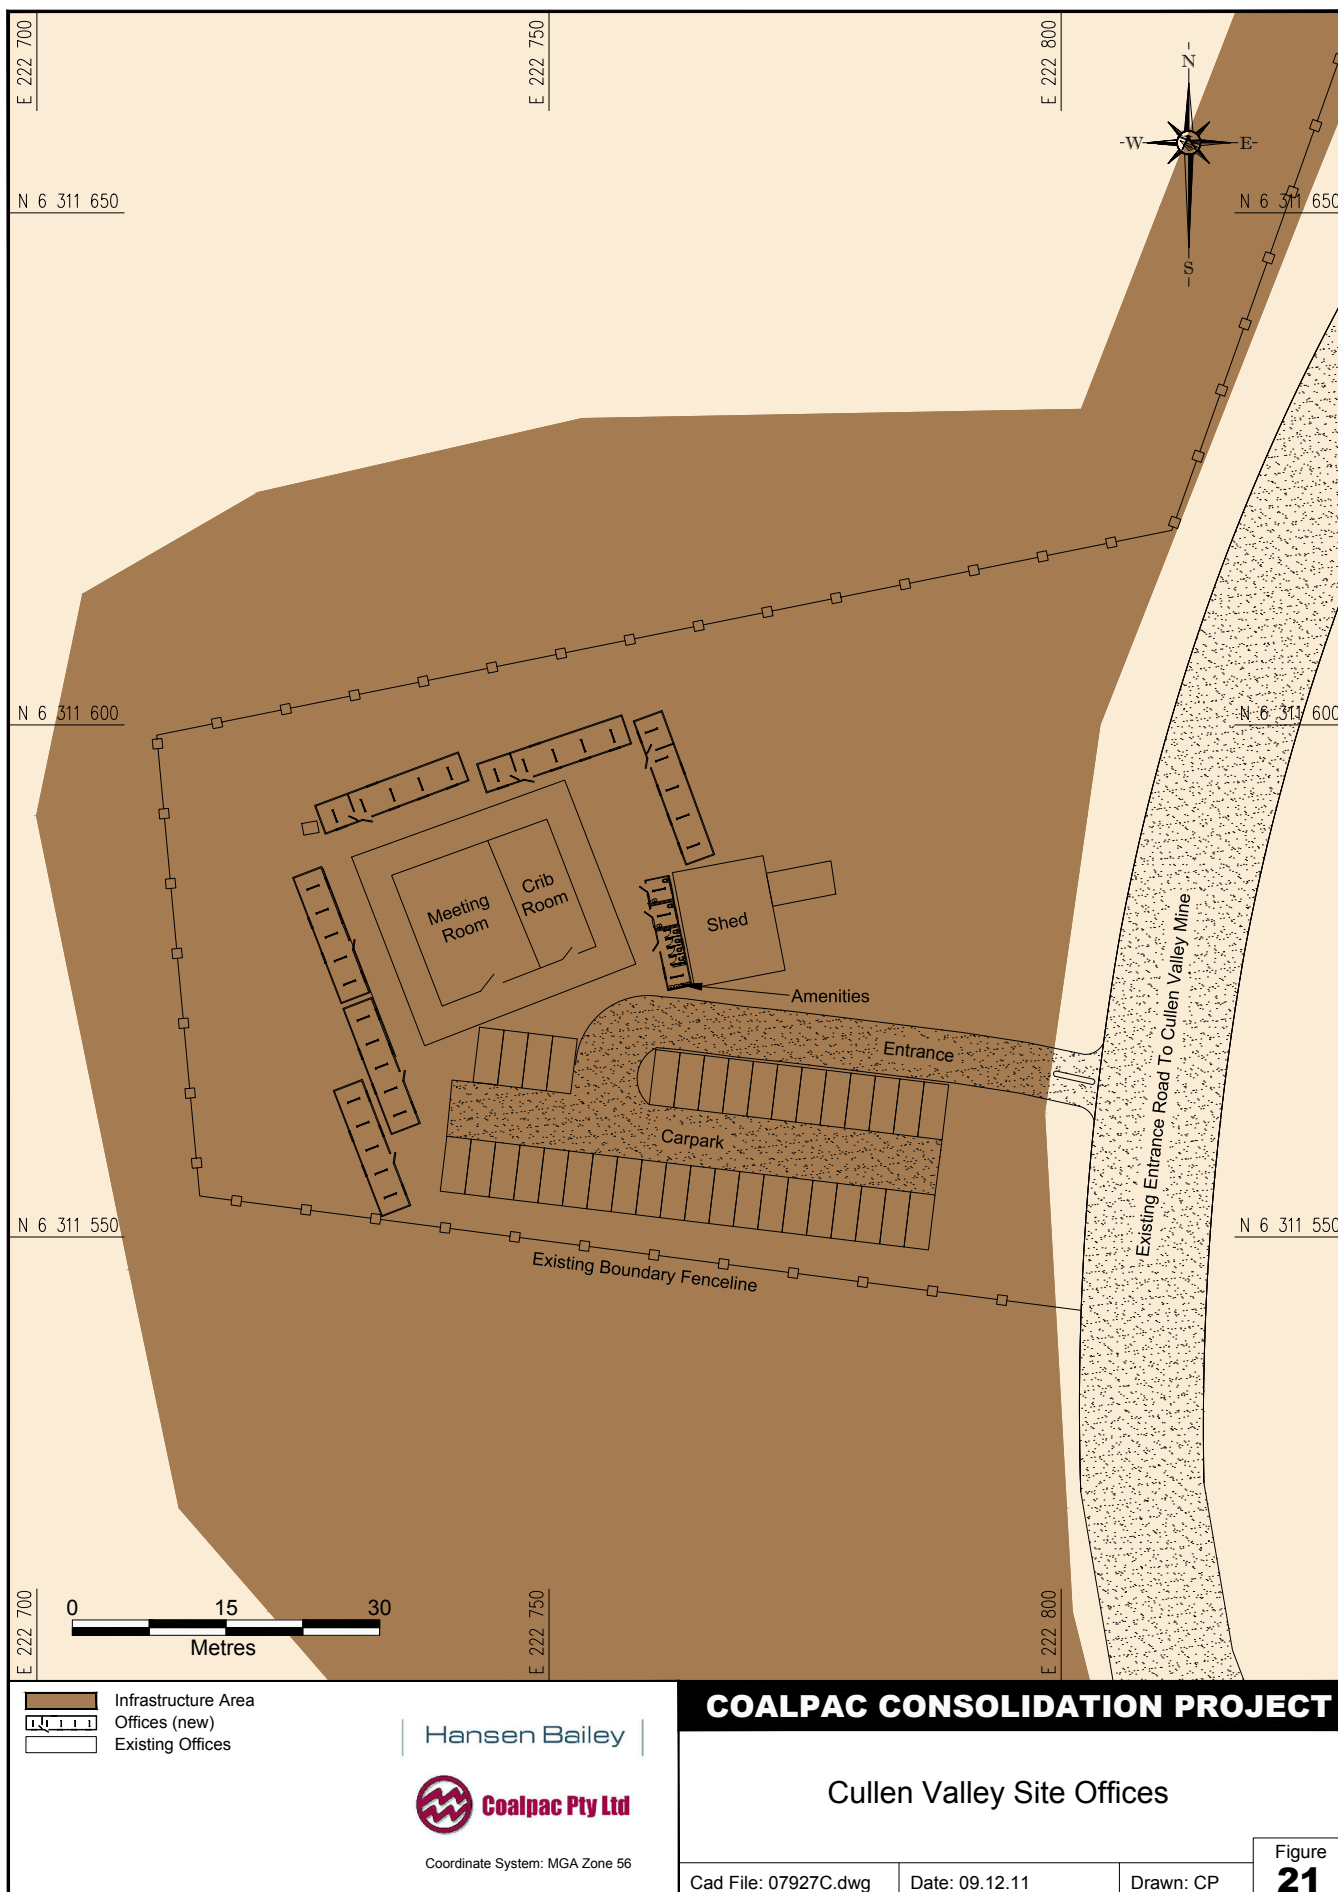 E 222 700
E 222 750
E 222 800
N
W
E
S
N 6 311 650
N 6 311 650
N 6 311 600
N 6 311 600
Meeting
Room
Crib
Room
Shed
Amenities
Entrance
Carpark
Existing Entrance Road To Cullen Valley Mine
N 6 311 550
N 6 311 550
Existing Boundary Fenceline
E 222 700
E 222 750
E 222 800
0 15 30
Metres
Infrastructure Area
Offices (new)
Existing Offices
Hansen Bailey
Coalpac Pty Ltd
Coordinate System: MGA Zone 56
COALPAC CONSOLIDATION PROJECT
Cullen Valley Site Offices
Cad File: 07927C.dwg
Date: 09.12.11
Drawn: CP
Figure
21